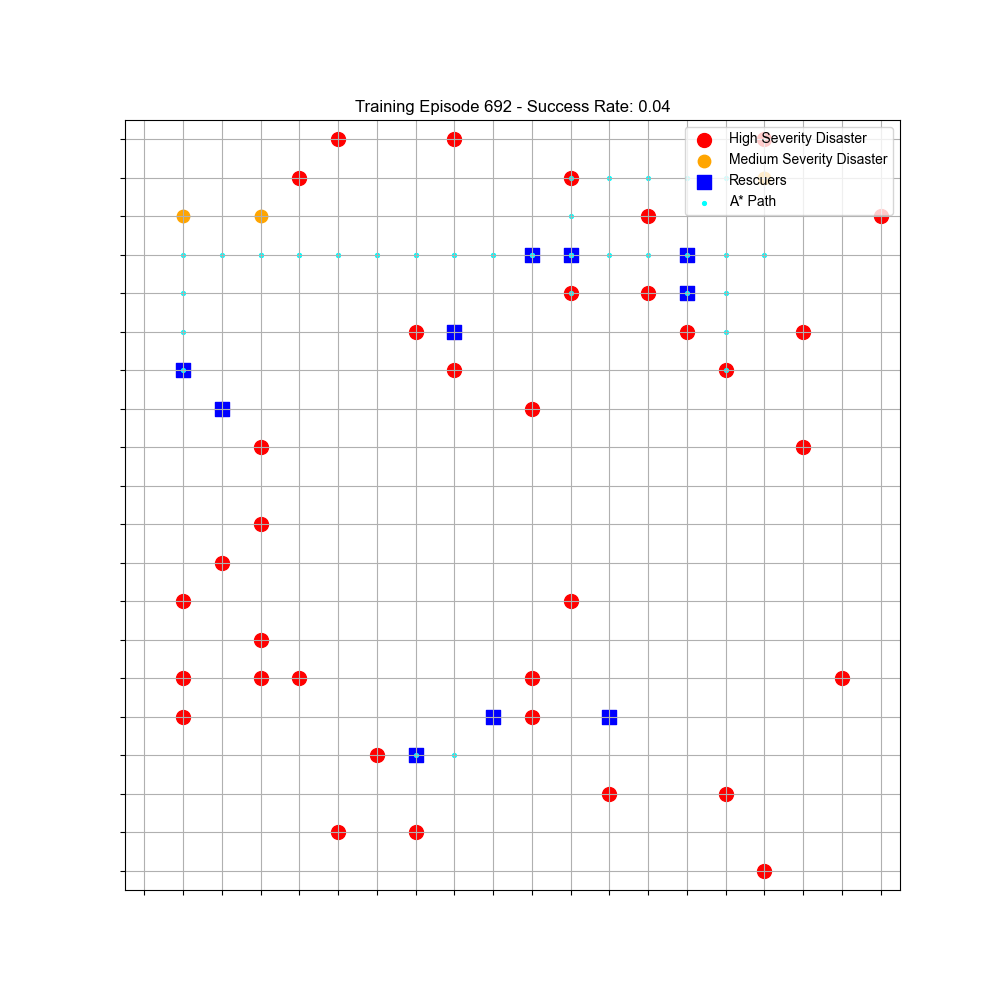 Training Episode 692 - Success Rate: 0.04
High Severity Disaster
Medium Severity Disaster
Rescuers
A* Path